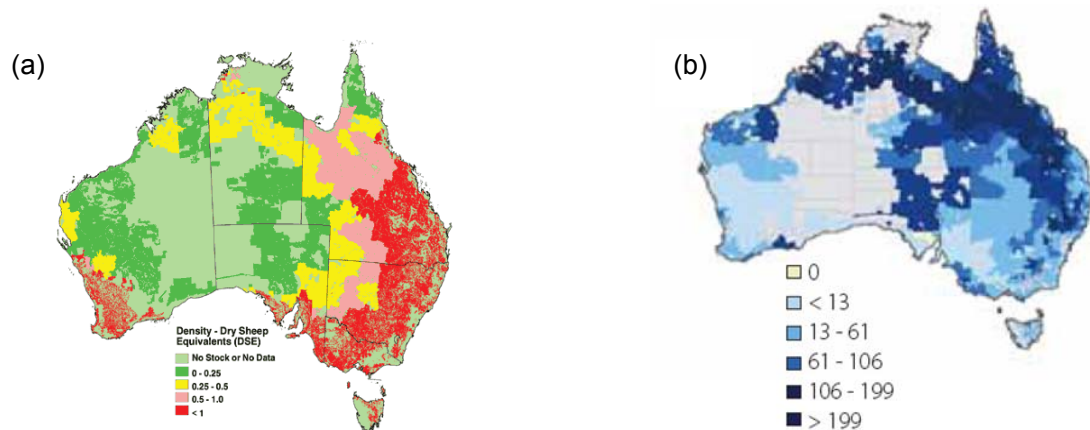 (a)
Density - Dry Sheep
Equivalents (DSE)
No Stock or No Data
0 - 0.25
0.25 - 0.5
0.5 - 1.0
< 1
(b)
0
< 13
13 - 61
61 - 106
106 - 199
> 199